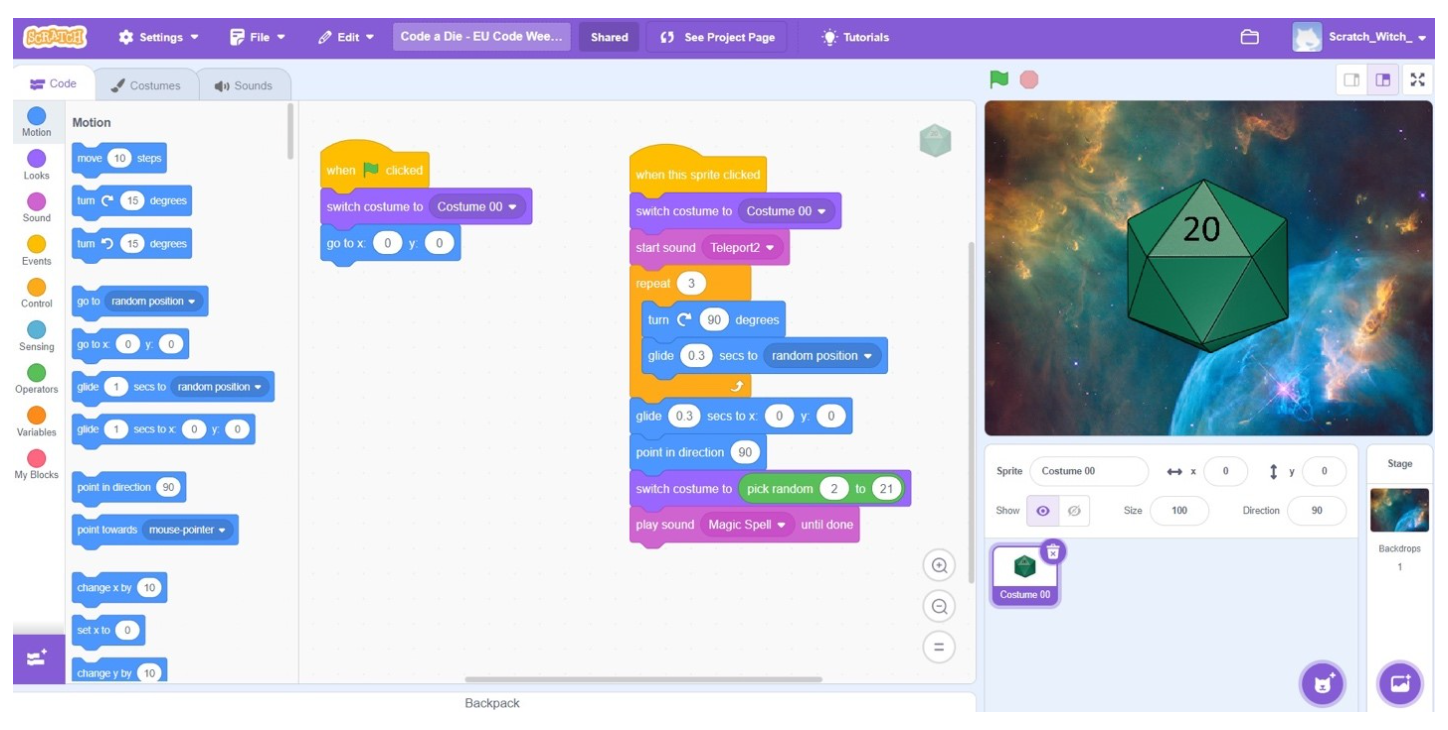 SCRATCH Settings File Edit Code a Die - EU Code Wee... Shared See Project Page Tutorials Scratch_Witch_
Code Costumes Sounds
Motion
Looks
Sound
Events
Control
Sensing
Operators
Variables
My Blocks
Motion
move 10 steps
turn 15 degrees
turn 15 degrees
go to random position
go to x: 0 y: 0
glide 1 secs to random position
glide 1 secs to x: 0 y: 0
point in direction 90
point towards mouse-pointer
change x by 10
set x to 0
change y by 10
when clicked
switch costume to Costume 00
go to x: 0 y: 0
when this sprite clicked
switch costume to Costume 00
start sound Teleport2
repeat 3
turn 90 degrees
glide 0.3 secs to random position
glide 0.3 secs to x: 0 y: 0
point in direction 90
switch costume to pick random 2 to 21
play sound Magic Spell until done
Backpack
20
Sprite Costume 00 x 0 y 0
Show Size 100 Direction 90
Costume 00
Stage
Backdrops
1